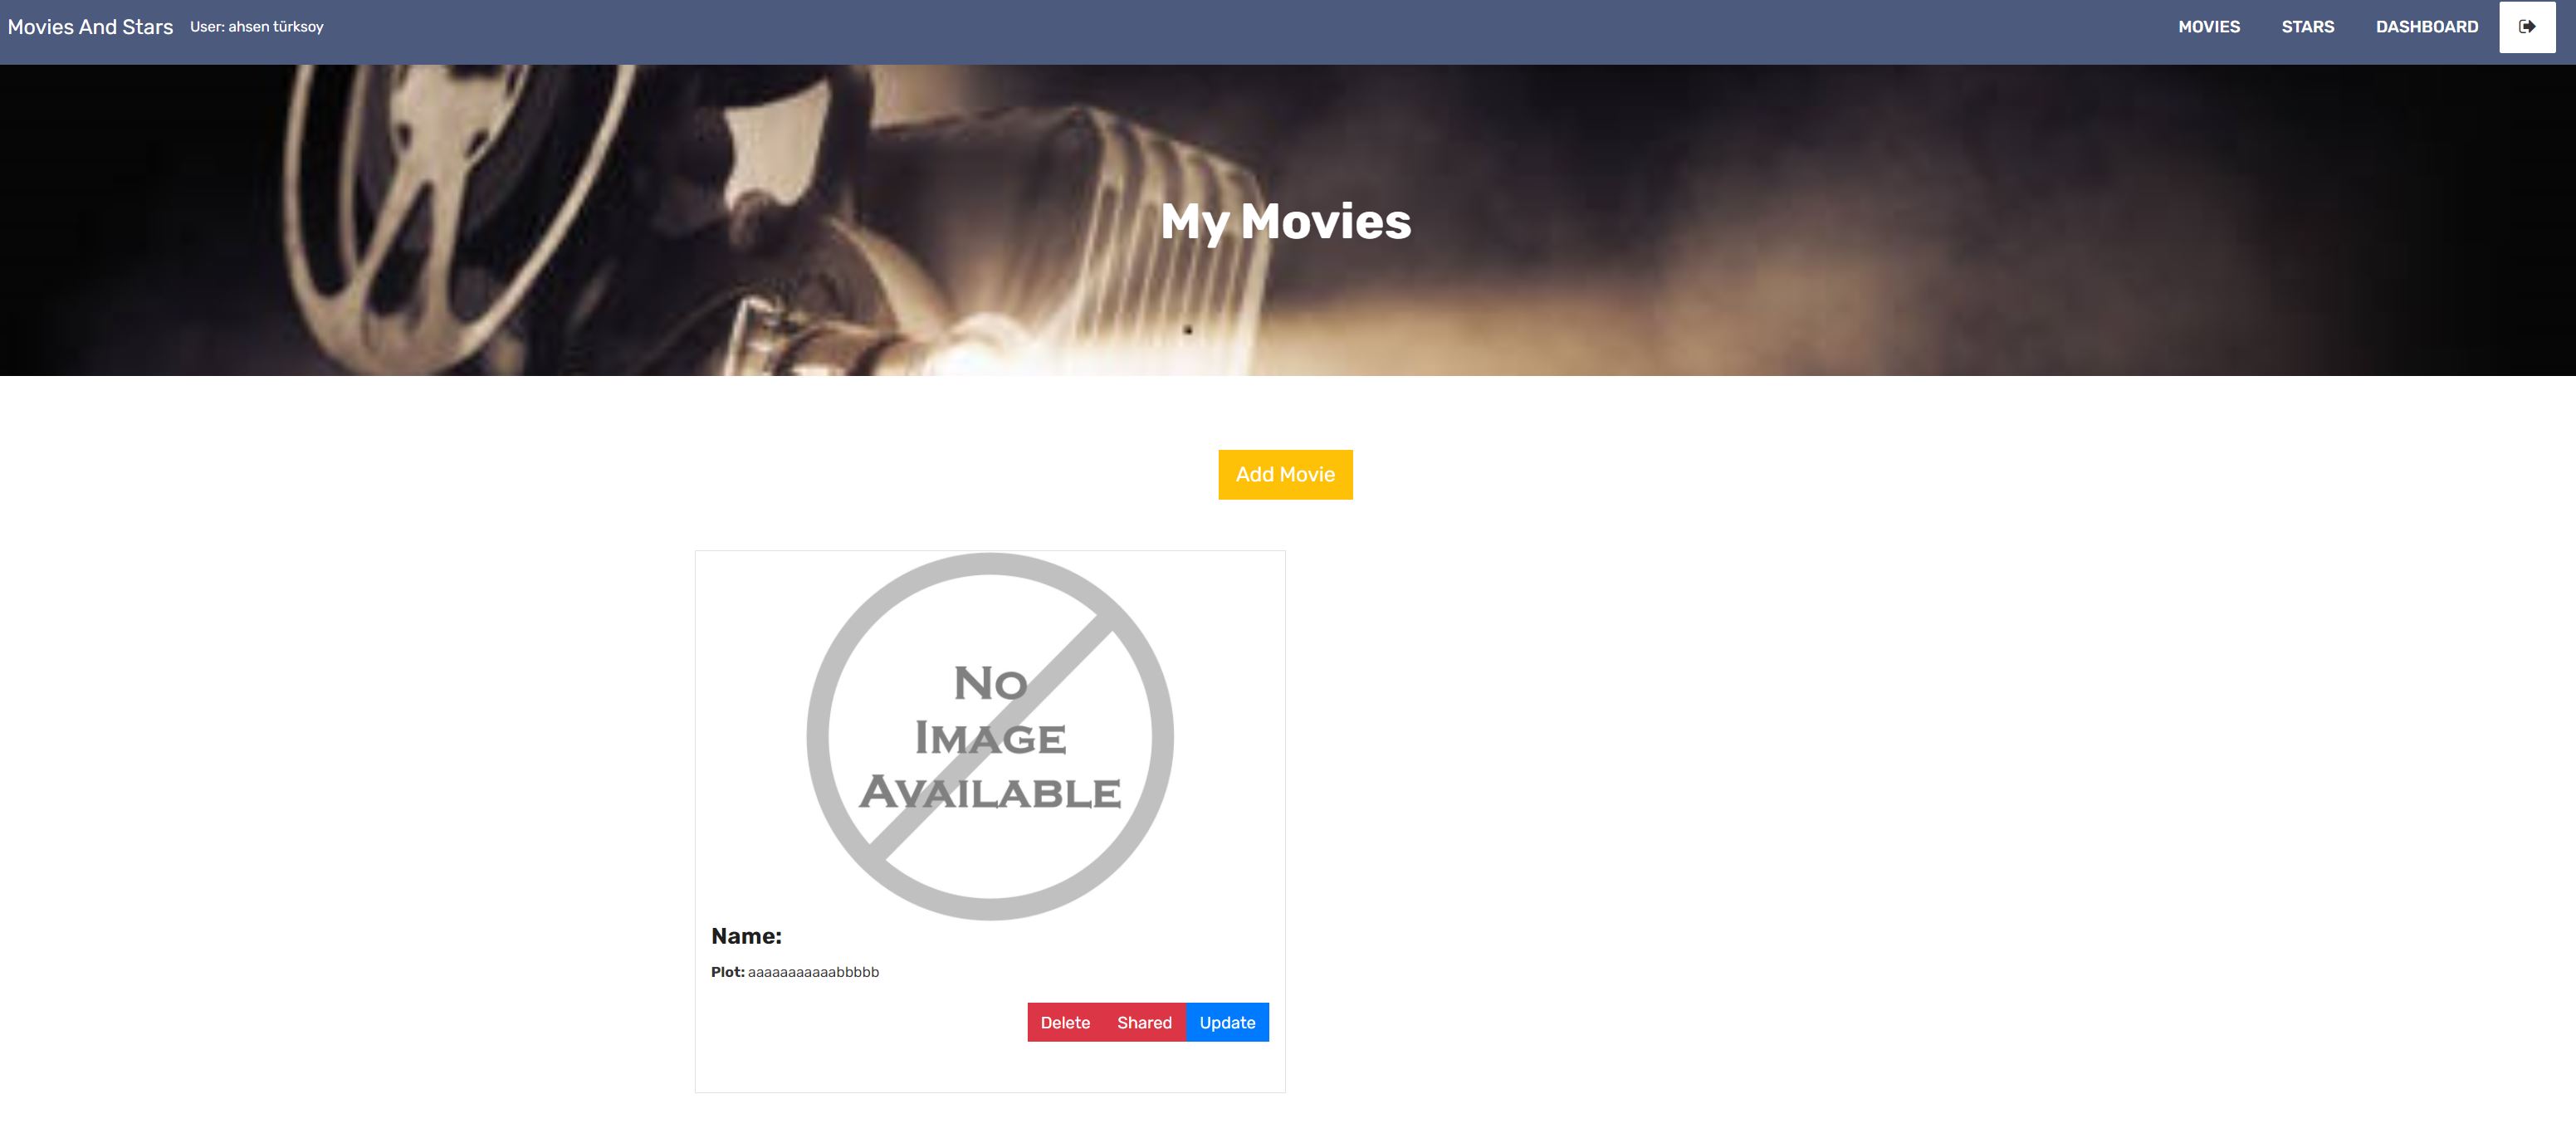 Movies And Stars User: ahsen türksoy MOVIES STARS DASHBOARD
My Movies
Add Movie
No
Image
Available
Name:
Plot: aaaaaaaaaaabbbbb
Delete Shared Update